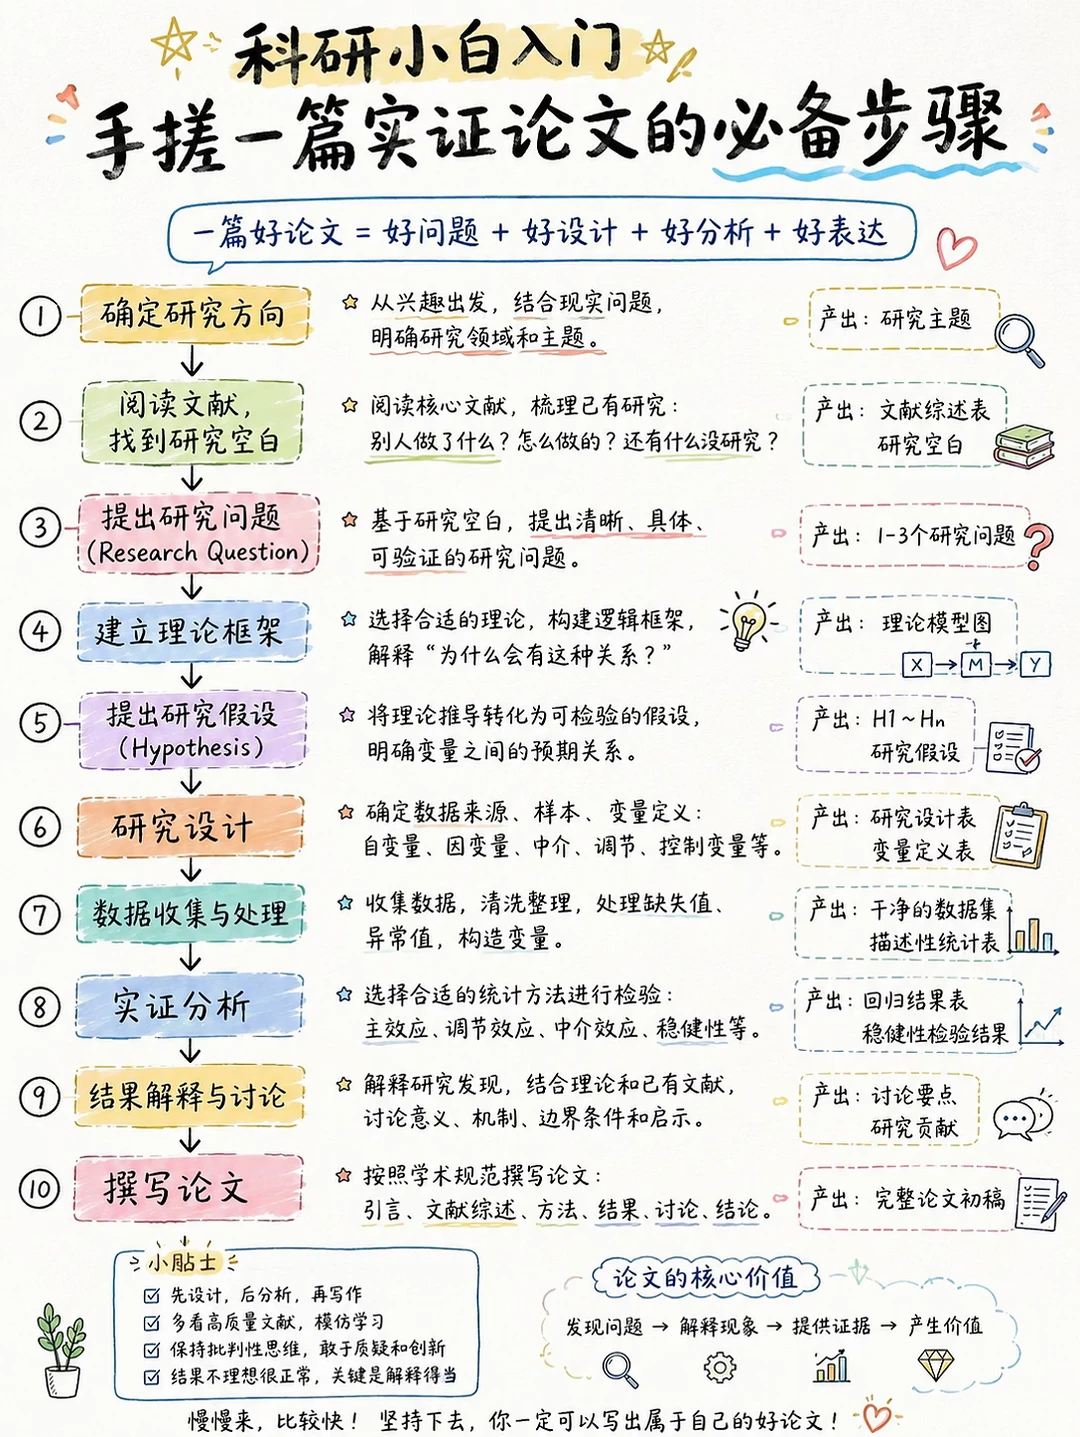 科研小白入门
手搓一篇实证论文的必备步骤
一篇好论文 = 好问题 + 好设计 + 好分析 + 好表达
① 确定研究方向
从兴趣出发，结合现实问题，
明确研究领域和主题。
产出：研究主题
② 阅读文献，
找到研究空白
阅读核心文献，梳理已有研究：
别人做了什么？怎么做的？还有什么没研究？
产出：文献综述表
研究空白
③ 提出研究问题
(Research Question)
基于研究空白，提出清晰、具体、
可验证的研究问题。
产出：1-3个研究问题
④ 建立理论框架
选择合适的理论，构建逻辑框架，
解释“为什么会有这种关系？”
产出：理论模型图
X → M → Y
⑤ 提出研究假设
(Hypothesis)
将理论推导转化为可检验的假设，
明确变量之间的预期关系。
产出：H1~Hn
研究假设
⑥ 研究设计
确定数据来源、样本、变量定义：
自变量、因变量、中介、调节、控制变量等。
产出：研究设计表
变量定义表
⑦ 数据收集与处理
收集数据，清洗整理，处理缺失值、
异常值，构造变量。
产出：干净的数据集
描述性统计表
⑧ 实证分析
选择合适的统计方法进行检验：
主效应、调节效应、中介效应、稳健性等。
产出：回归结果表
稳健性检验结果
⑨ 结果解释与讨论
解释研究发现，结合理论和已有文献，
讨论意义、机制、边界条件和启示。
产出：讨论要点
研究贡献
⑩ 撰写论文
按照学术规范撰写论文：
引言、文献综述、方法、结果、讨论、结论。
产出：完整论文初稿
小贴士
先设计，后分析，再写作
多看高质量文献，模仿学习
保持批判性思维，敢于质疑和创新
结果不理想很正常，关键是解释得当
论文的核心价值
发现问题 → 解释现象 → 提供证据 → 产生价值
慢慢来，比较快！ 坚持下去，你一定可以写出属于自己的好论文！